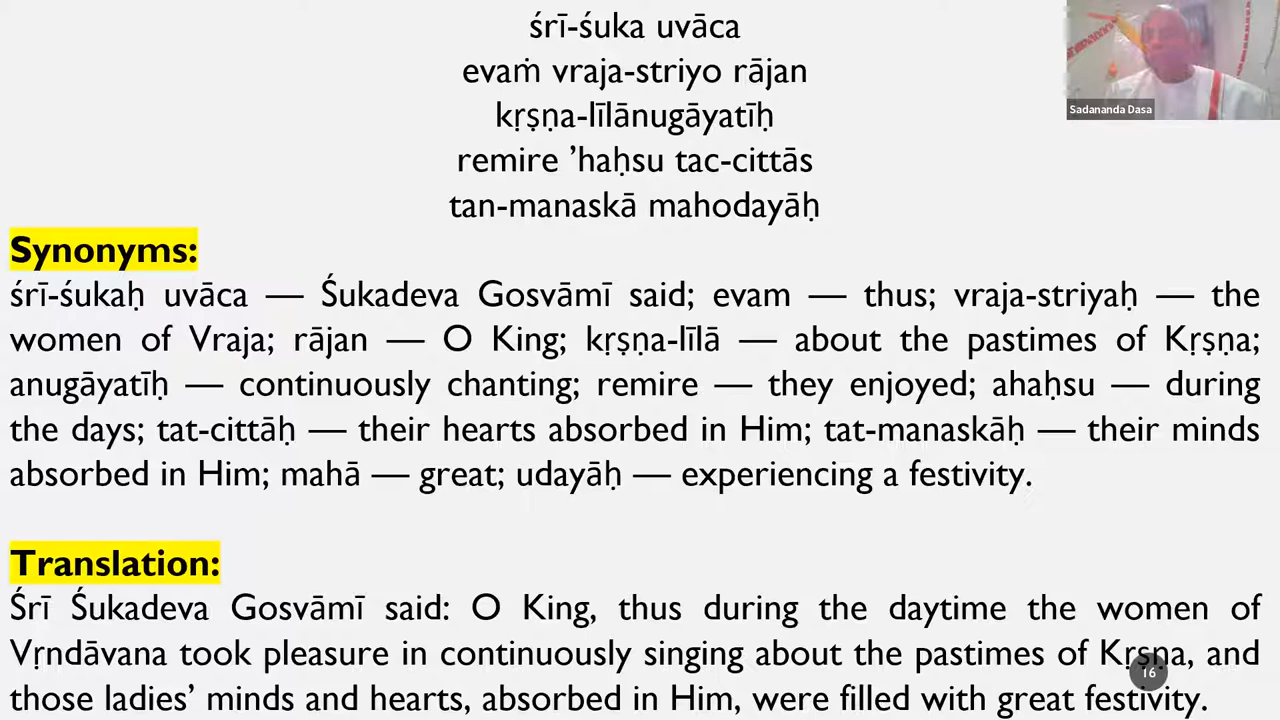 śrī-śuka uvāca
evaṁ vraja-striyo rājan
kṛṣṇa-līlānugāyatīḥ
remire ’haḥsu tac-cittās
tan-manaskā mahodayāḥ
Sadananda Dasa
Synonyms:
śrī-śukaḥ uvāca — Śukadeva Gosvāmī said; evam — thus; vraja-striyaḥ — the
women of Vraja; rājan — O King; kṛṣṇa-līlā — about the pastimes of Kṛṣṇa;
anugāyatīḥ — continuously chanting; remire — they enjoyed; ahaḥsu — during
the days; tat-cittāḥ — their hearts absorbed in Him; tat-manaskāḥ — their minds
absorbed in Him; mahā — great; udayāḥ — experiencing a festivity.
Translation:
Śrī Śukadeva Gosvāmī said: O King, thus during the daytime the women of
Vṛndāvana took pleasure in continuously singing about the pastimes of Kṛṣṇa, and
those ladies’ minds and hearts, absorbed in Him, were filled with great festivity.
16